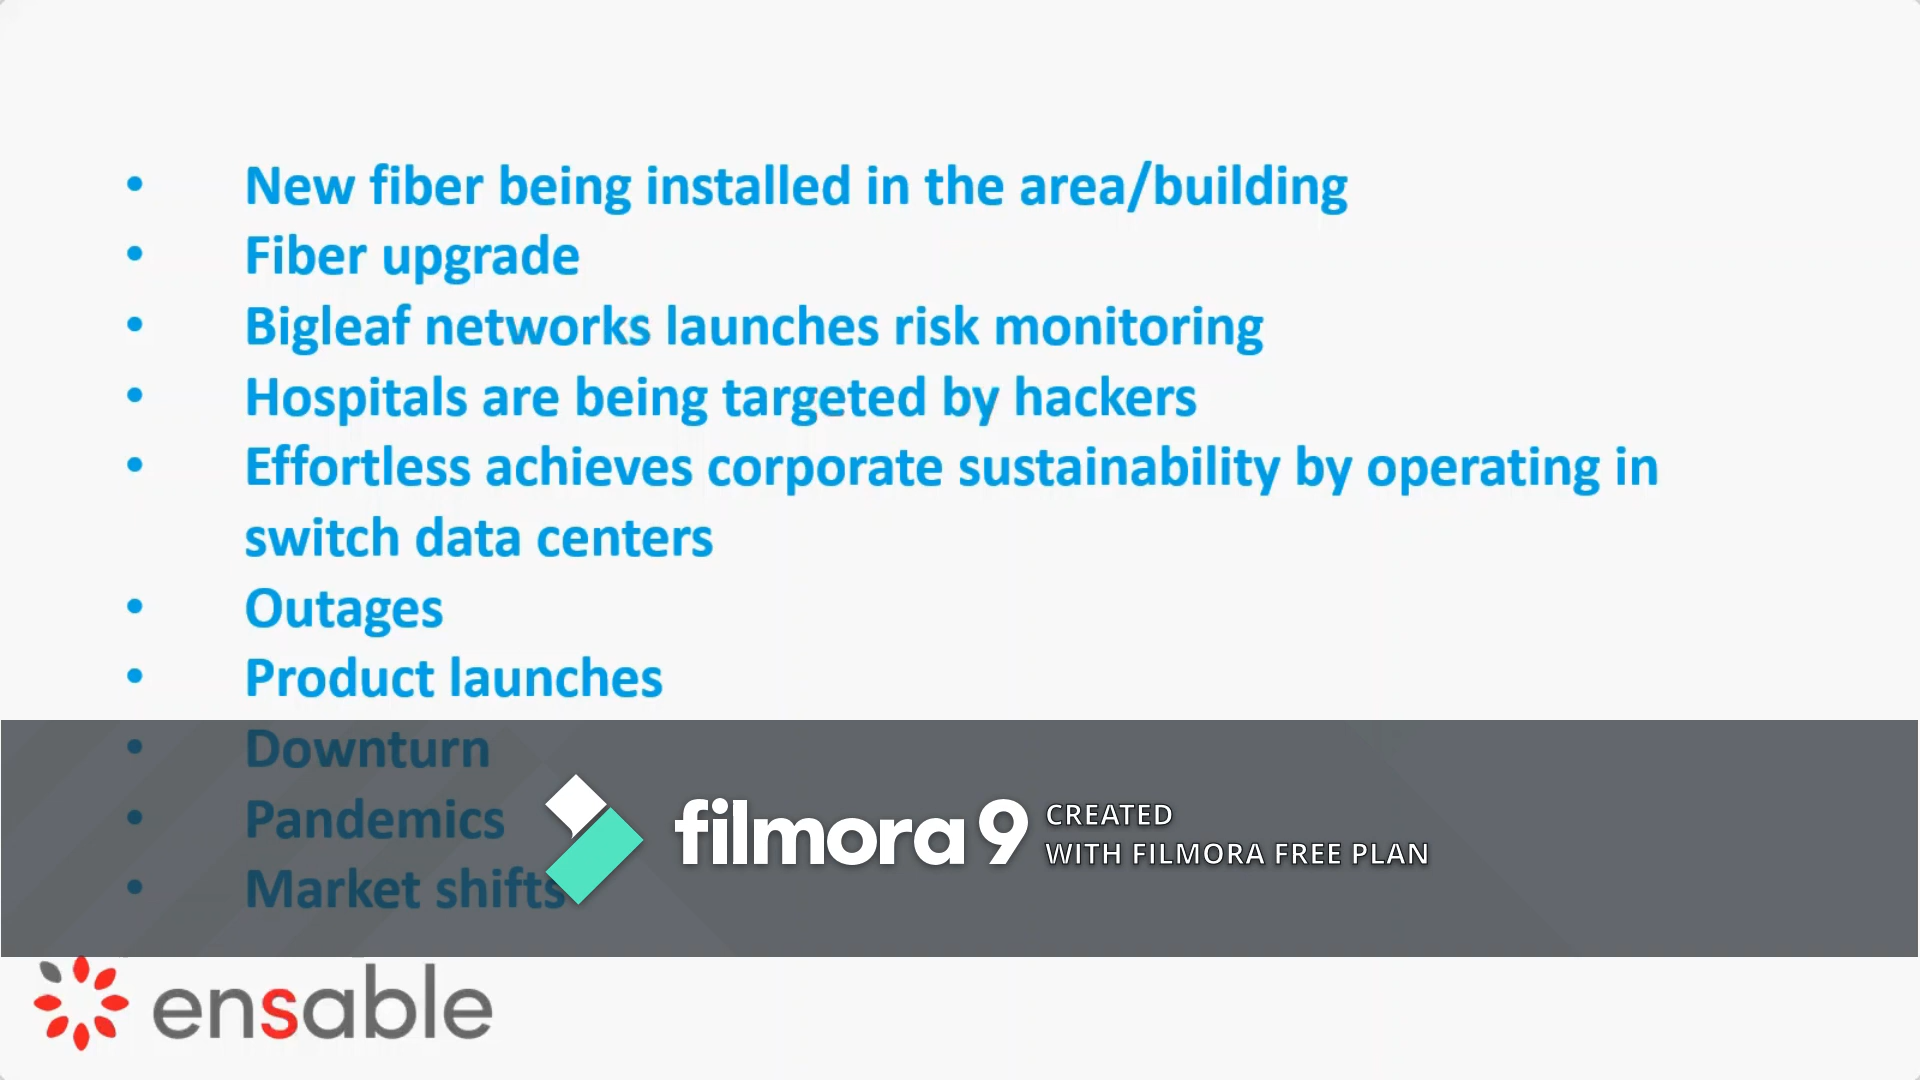 • New fiber being installed in the area/building
• Fiber upgrade
• Bigleaf networks launches risk monitoring
• Hospitals are being targeted by hackers
• Effortless achieves corporate sustainability by operating in
switch data centers
• Outages
• Product launches
• Downturn
• Pandemics
• Market shifts
filmora 9
CREATED
WITH FILMORA FREE PLAN
ensable